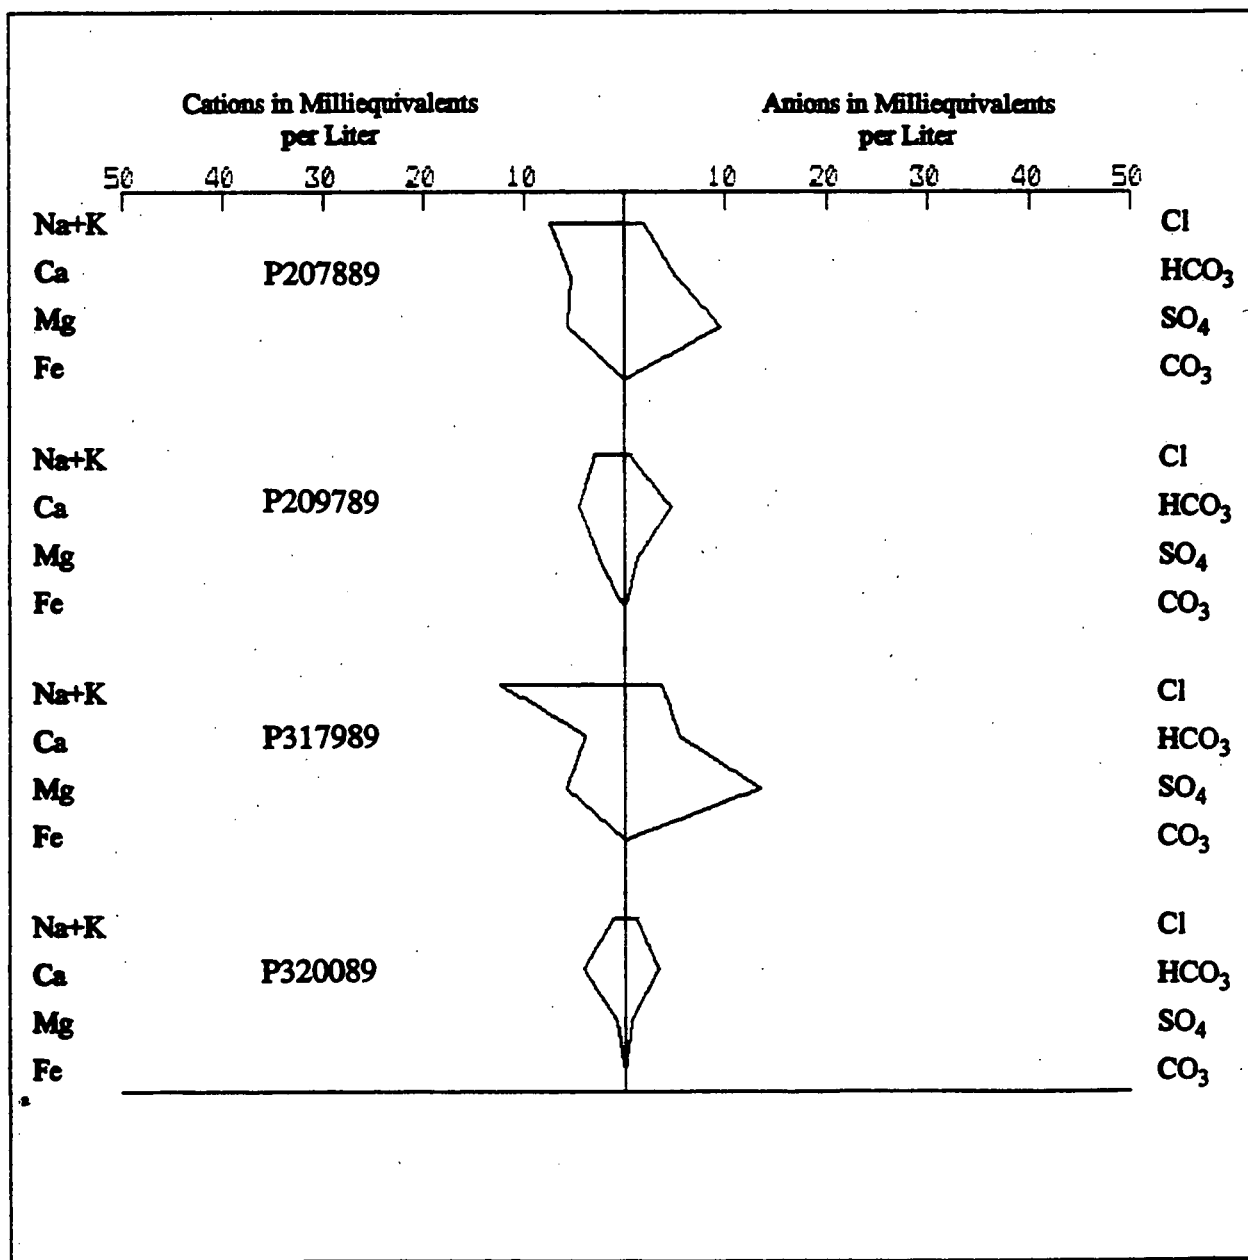 Cations in Milliequivalents
per Liter
Anions in Milliequivalents
per Liter
50 40 30 20 10 10 20 30 40 50
Na+K Cl
Ca P207889 HCO3
Mg SO4
Fe CO3
Na+K Cl
Ca P209789 HCO3
Mg SO4
Fe CO3
Na+K Cl
Ca P317989 HCO3
Mg SO4
Fe CO3
Na+K Cl
Ca P320089 HCO3
Mg SO4
Fe CO3